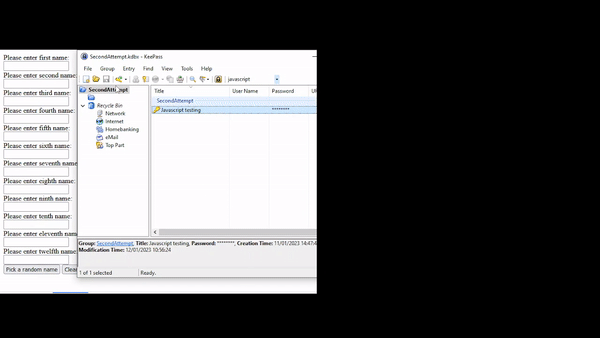 Please enter first name:
Please enter second name:
Please enter third name:
Please enter fourth name:
Please enter fifth name:
Please enter sixth name:
Please enter seventh name:
Please enter eighth name:
Please enter ninth name:
Please enter tenth name:
Please enter eleventh name:
Please enter twelfth name:
Pick a random name
SecondAttempt.kdbx - KeePass
File Group Entry Find View Tools Help
javascript
SecondAttempt
Recycle Bin
Network
Internet
Homebanking
eMail
Top Part
Title User Name Password
SecondAttempt
Javascript testing ********
Group: SecondAttempt, Title: Javascript testing, Password: ********, Creation Time: 11/01/2023 14:47:4
Modification Time: 12/01/2023 10:56:24
1 of 1 selected Ready.